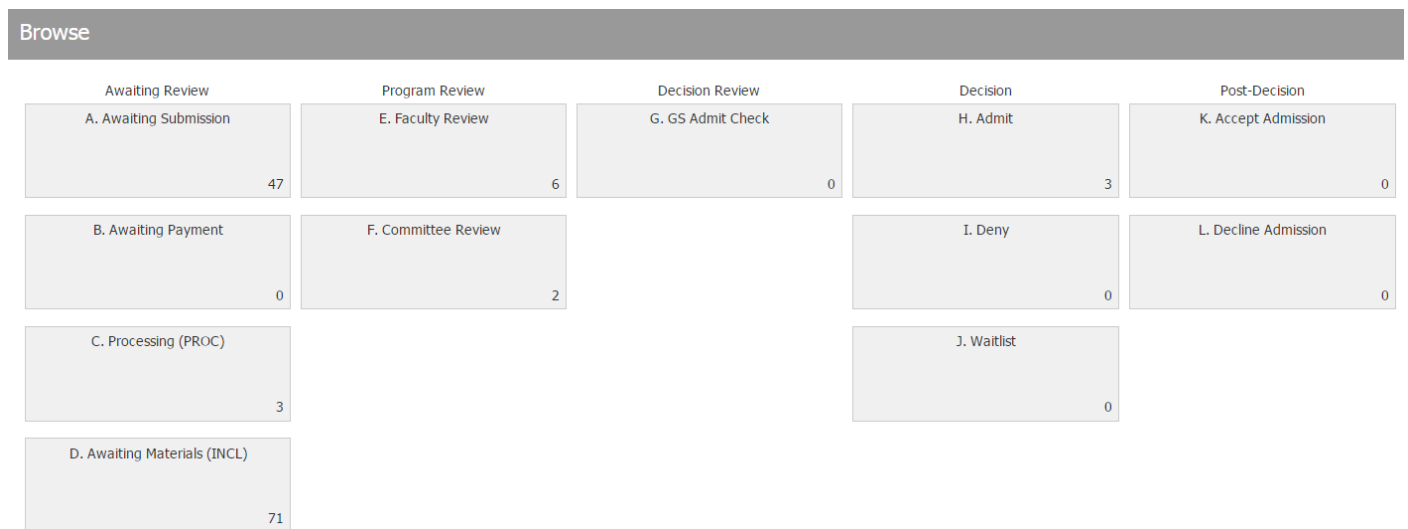 Browse
Awaiting Review
Program Review
Decision Review
Decision
Post-Decision
A. Awaiting Submission
47
E. Faculty Review
6
G. GS Admit Check
0
H. Admit
3
K. Accept Admission
0
B. Awaiting Payment
0
F. Committee Review
2
I. Deny
0
L. Decline Admission
0
C. Processing (PROC)
3
J. Waitlist
0
D. Awaiting Materials (INCL)
71